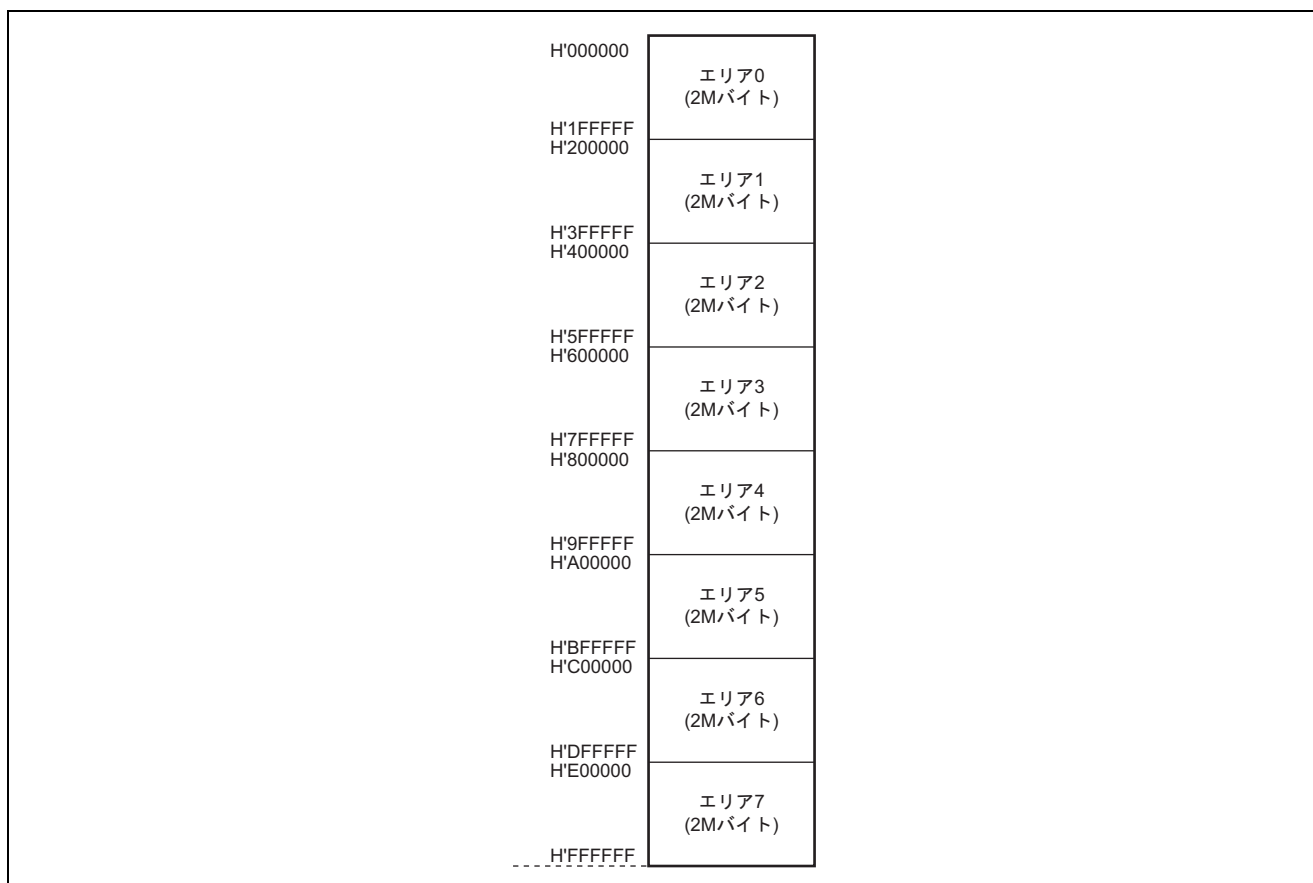 H'000000
エリア0
(2Mバイト)
H'1FFFFF
H'200000
エリア1
(2Mバイト)
H'3FFFFF
H'400000
エリア2
(2Mバイト)
H'5FFFFF
H'600000
エリア3
(2Mバイト)
H'7FFFFF
H'800000
エリア4
(2Mバイト)
H'9FFFFF
H'A00000
エリア5
(2Mバイト)
H'BFFFFF
H'C00000
エリア6
(2Mバイト)
H'DFFFFF
H'E00000
エリア7
(2Mバイト)
H'FFFFFF